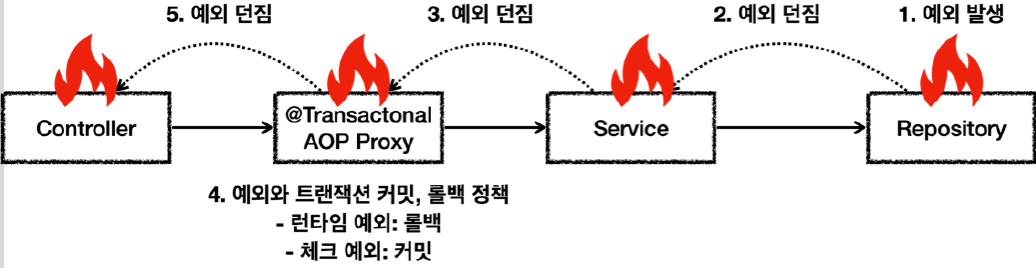 5. 예외 던짐
3. 예외 던짐
2. 예외 던짐
1. 예외 발생
Controller
@Transactonal
AOP Proxy
Service
Repository
4. 예외와 트랜잭션 커밋, 롤백 정책
- 런타임 예외: 롤백
- 체크 예외: 커밋